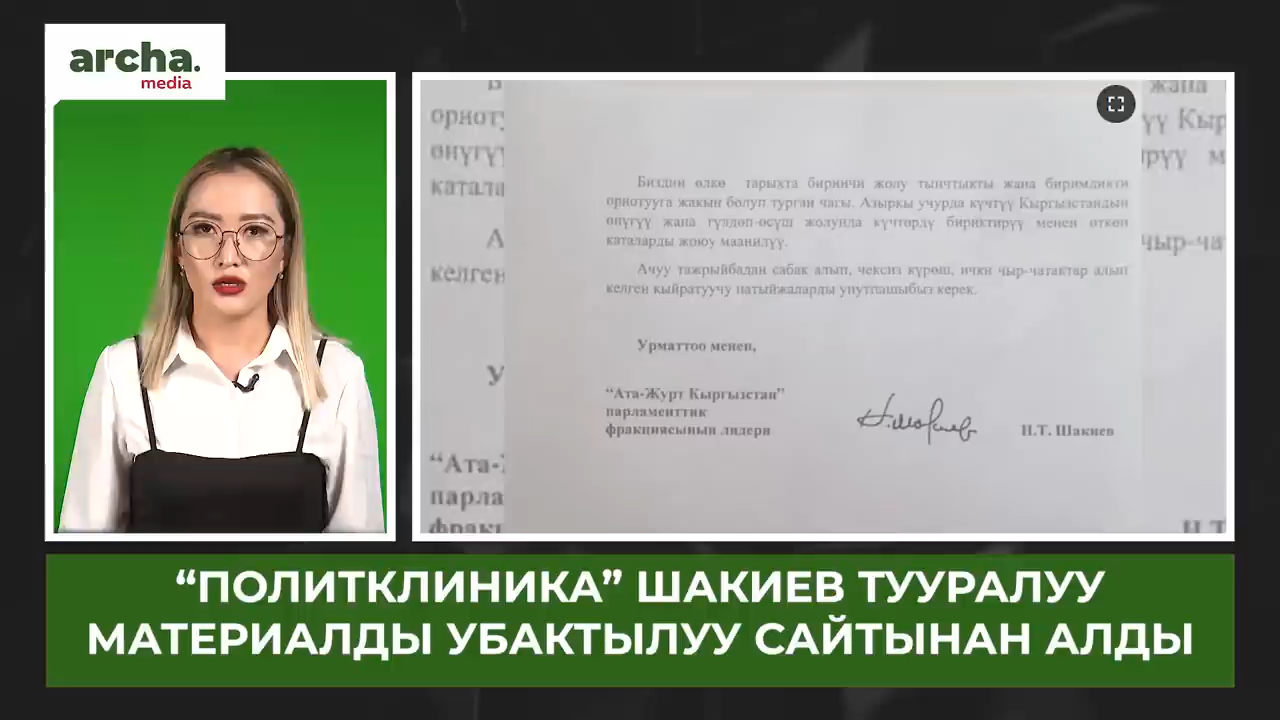 archa.
media
Биздин өлкө тарыхта биринчи жолу тынчтыкты жана биримдикти
орнотууга жакын болуп турган чагы. Азыркы учурда күчтүү Кыргызстандын
өнүгүү жана гүлдөп-өсүш жолунда күчтөрдү бириктирүү менен өткөн
каталарды жоюу маанилүү.
Ачуу тажрыйбадан сабак алып, чексиз күрөш, ички чыр-чатактар алып
келген кыйратуучу натыйжаларды унутпашыбыз керек.
Урматтоо менен,
“Ата-Журт Кыргызстан”
парламенттик
фракциясынын лидери
Н.Т. Шакиев
“ПОЛИТКЛИНИКА” ШАКИЕВ ТУУРАЛУУ
МАТЕРИАЛДЫ УБАКТЫЛУУ САЙТЫНАН АЛДЫ